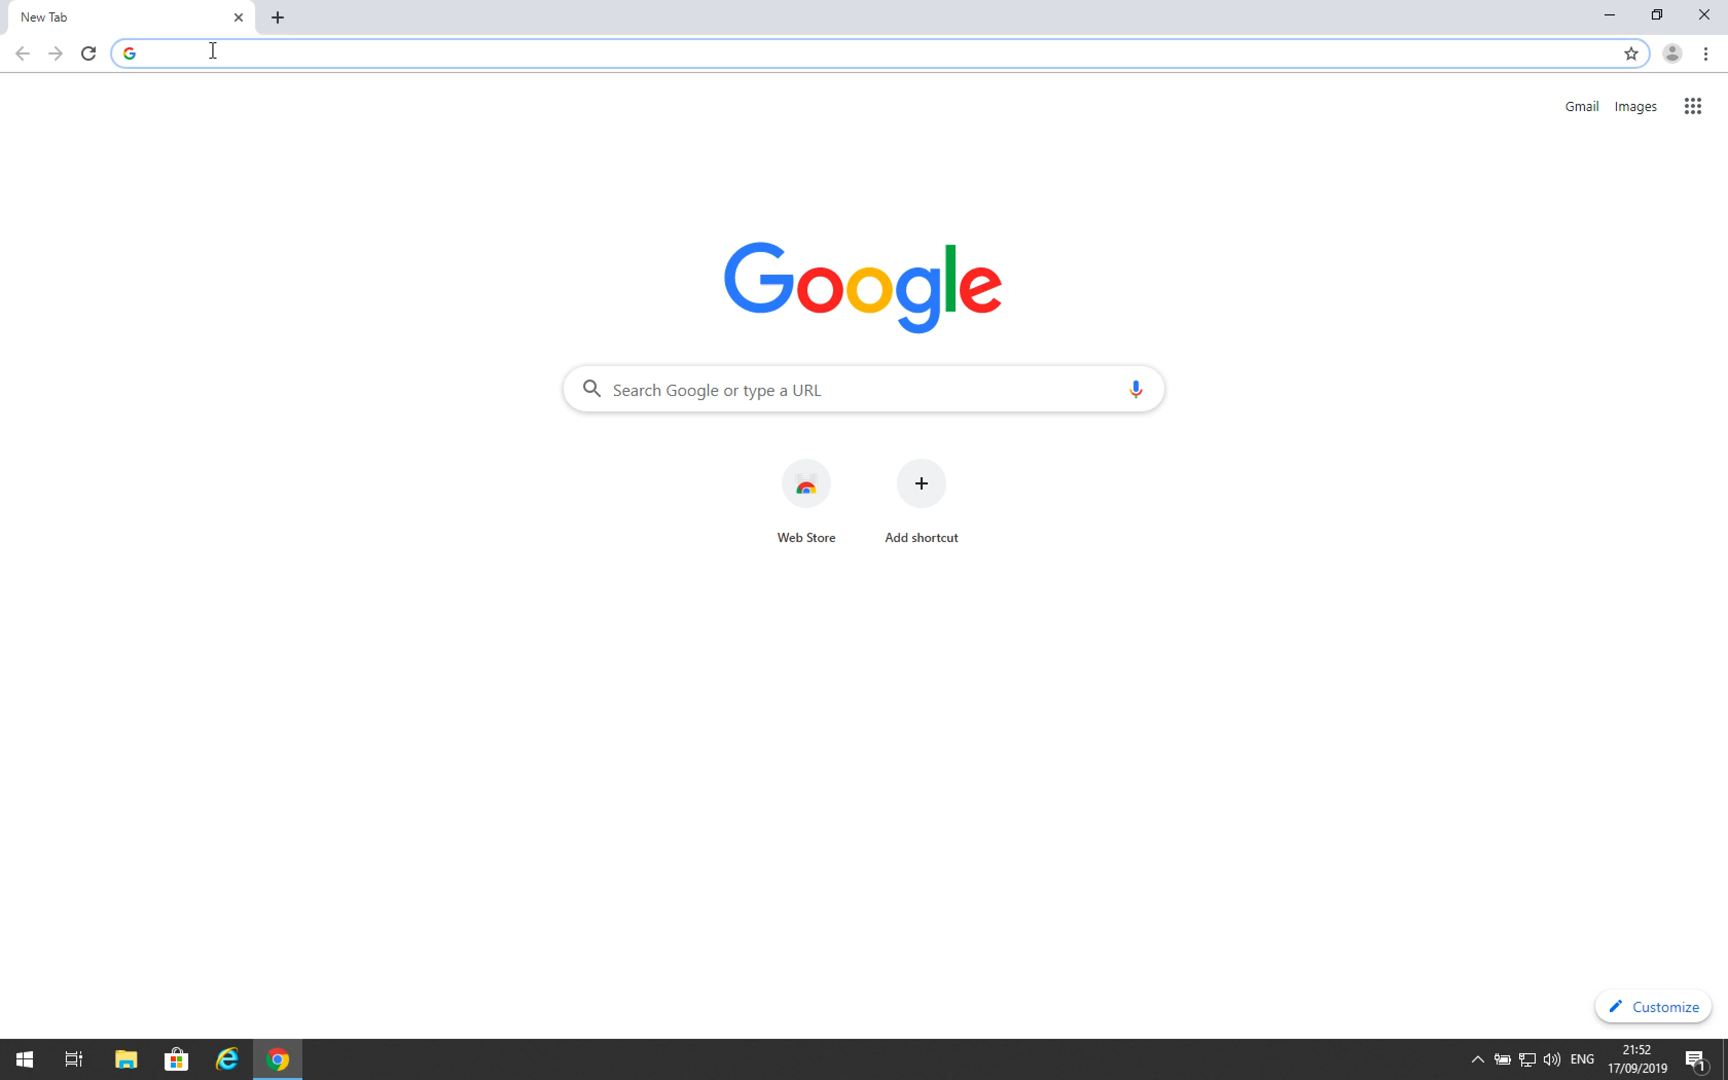 New Tab
Gmail Images
Google
Search Google or type a URL
Web Store Add shortcut
Customize
ENG
21:52
17/09/2019
1